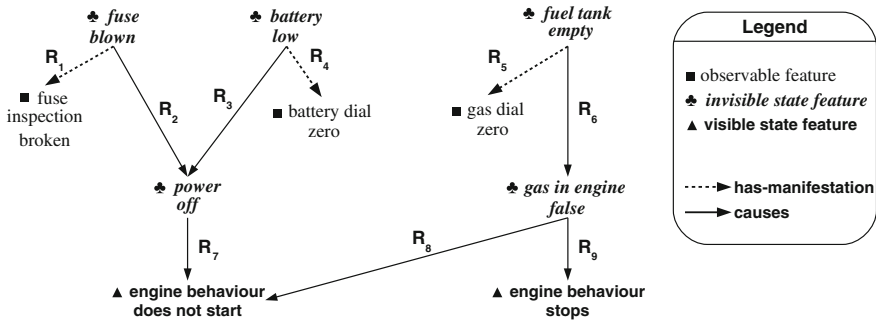 ♣ fuse
blown
♣ battery
low
♣ fuel tank
empty
Legend
R1
R4
R5
■ fuse
inspection
broken
R2
R3
■ battery dial
zero
■ gas dial
zero
R6
■ observable feature
♣ invisible state feature
▲ visible state feature
♣ power
off
♣ gas in engine
false
has-manifestation
causes
R7
R8
R9
▲ engine behaviour
does not start
▲ engine behaviour
stops